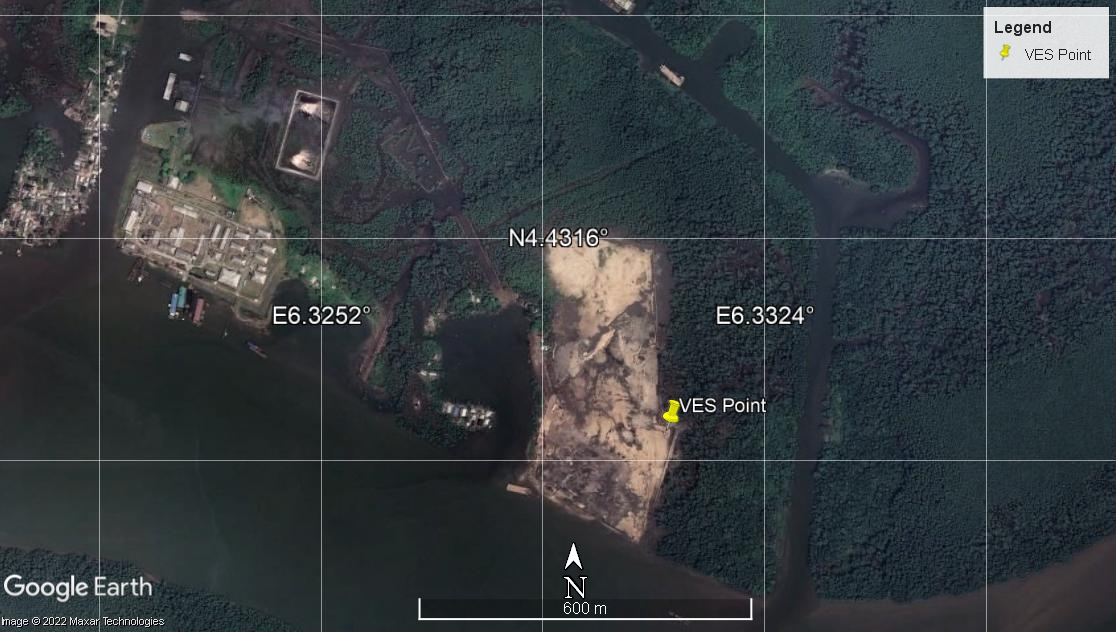 Legend
VES Point
N4.4316°
E6.3252°
E6.3324°
VES Point
N
600 m
Google Earth
Image © 2022 Maxar Technologies